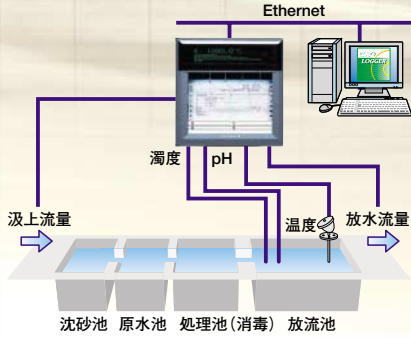 Ethernet
LOGGER
濁度
pH
汲上流量
温度
放水流量
沈砂池
原水池
処理池（消毒）
放流池